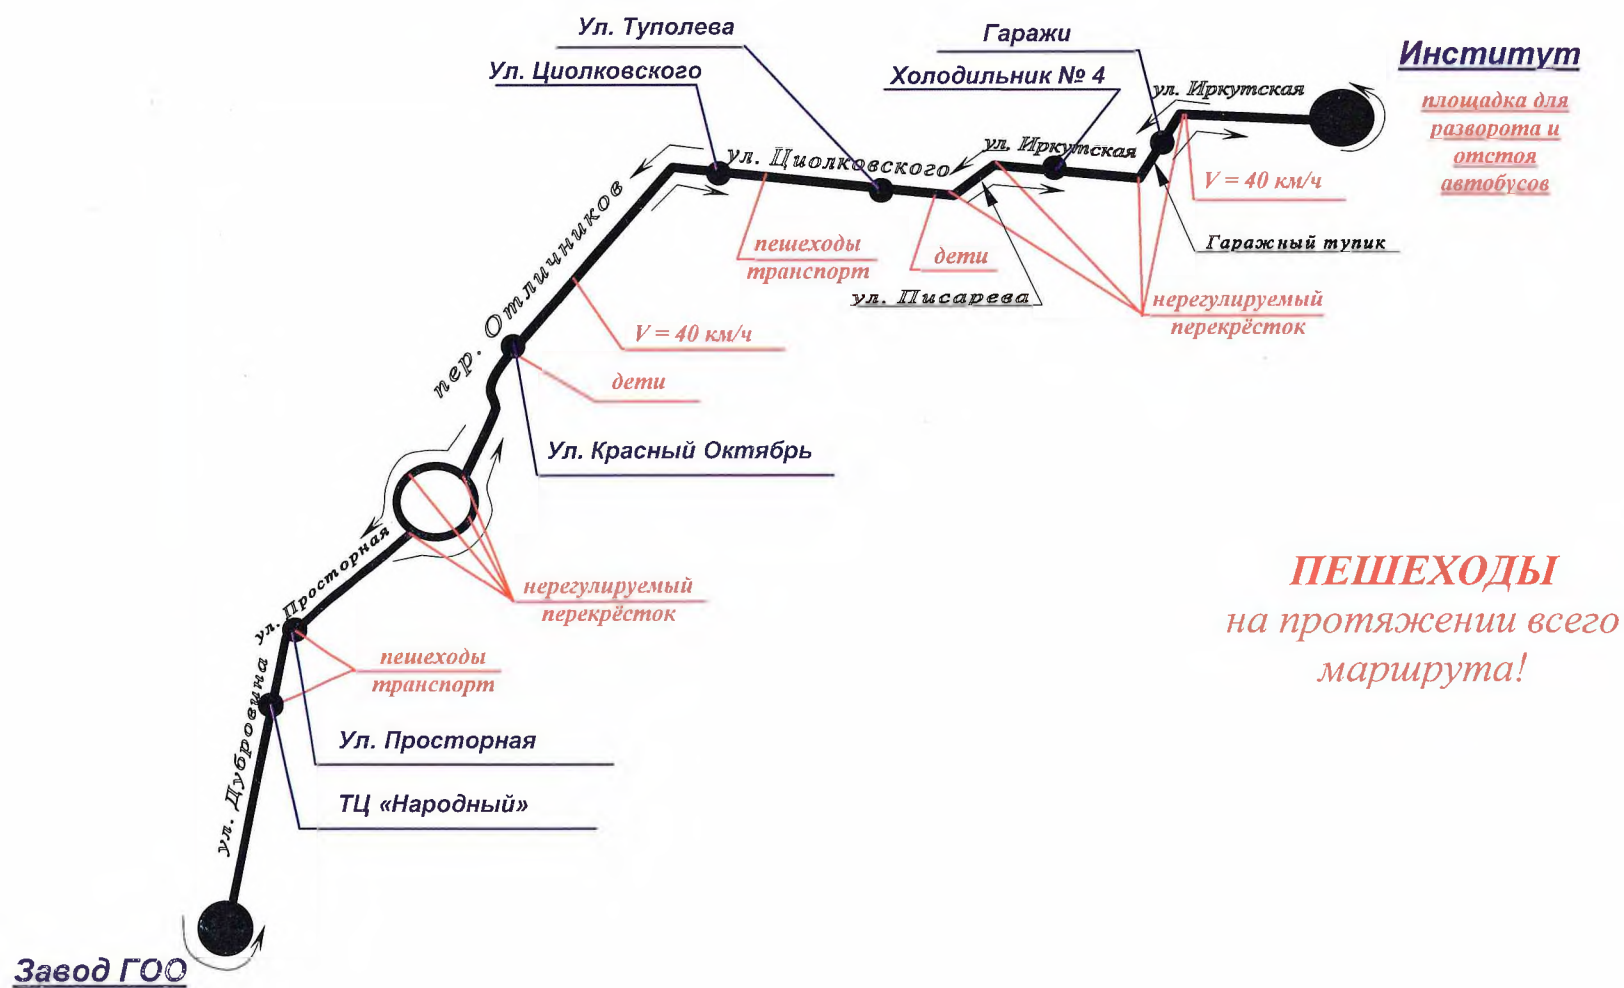 Ул. Туполева
Гаражи
Институт
Ул. Циолковского
Холодильник № 4
ул. Иркутская
площадка для
разворота и
отстоя
автобусов
ул. Циолковского
ул. Иркутская
V = 40 км/ч
пешеходы
транспорт
дети
ул. Писарева
Гаражный тупик
нерегулируемый
перекрёсток
пер. Отличников
V = 40 км/ч
дети
Ул. Красный Октябрь
ул. Просторная
нерегулируемый
перекрёсток
ПЕШЕХОДЫ
на протяжении всего
маршрута!
пешеходы
транспорт
ул. Дубровина
Ул. Просторная
ТЦ «Народный»
Завод ГОО